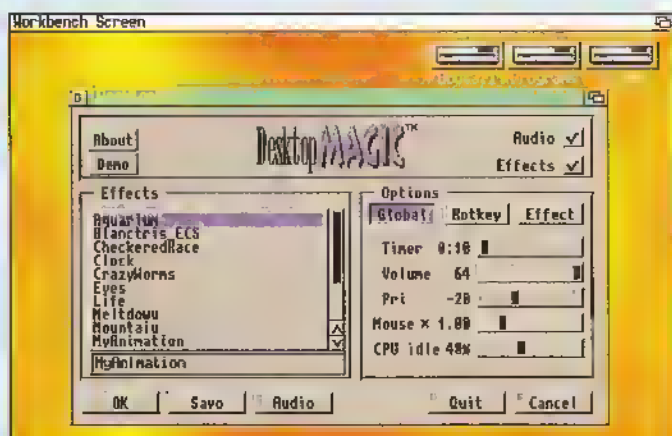 Workbench Screen
About
Demo
Desktop MAGIC™
Audio
Effects
Effects
Aquarium
Blanctris ECS
CheckeredRace
Clock
CrazyWorms
Eyes
Life
Meltdown
Mountain
MyAnimation
MyAnimation
Options
Global Hotkey Effect
Timer 0:10
Volume 64
Pri -20
Mouse × 1.00
CPU idle 48%
OK Save Audio Quit Cancel